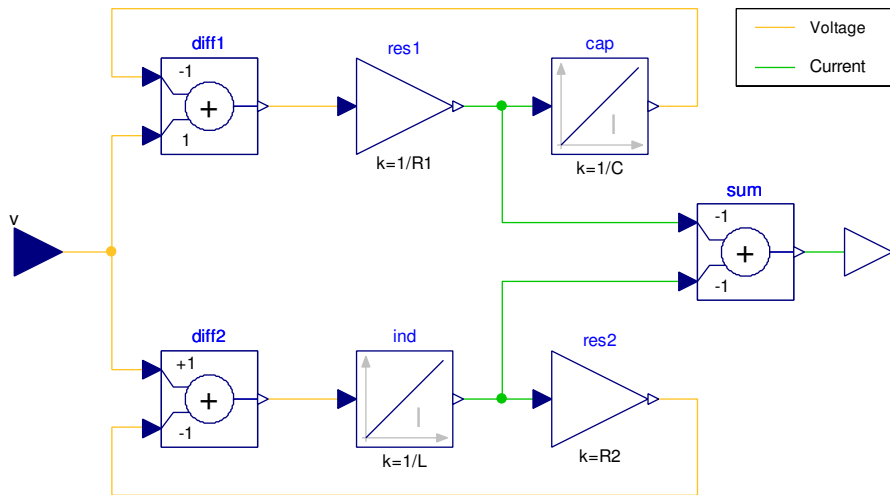 diff1
res1
cap
Voltage
Current
-1
+
1
I
k=1/R1
k=1/C
v
sum
-1
+
-1
diff2
ind
res2
+1
+
-1
I
k=1/L
k=R2